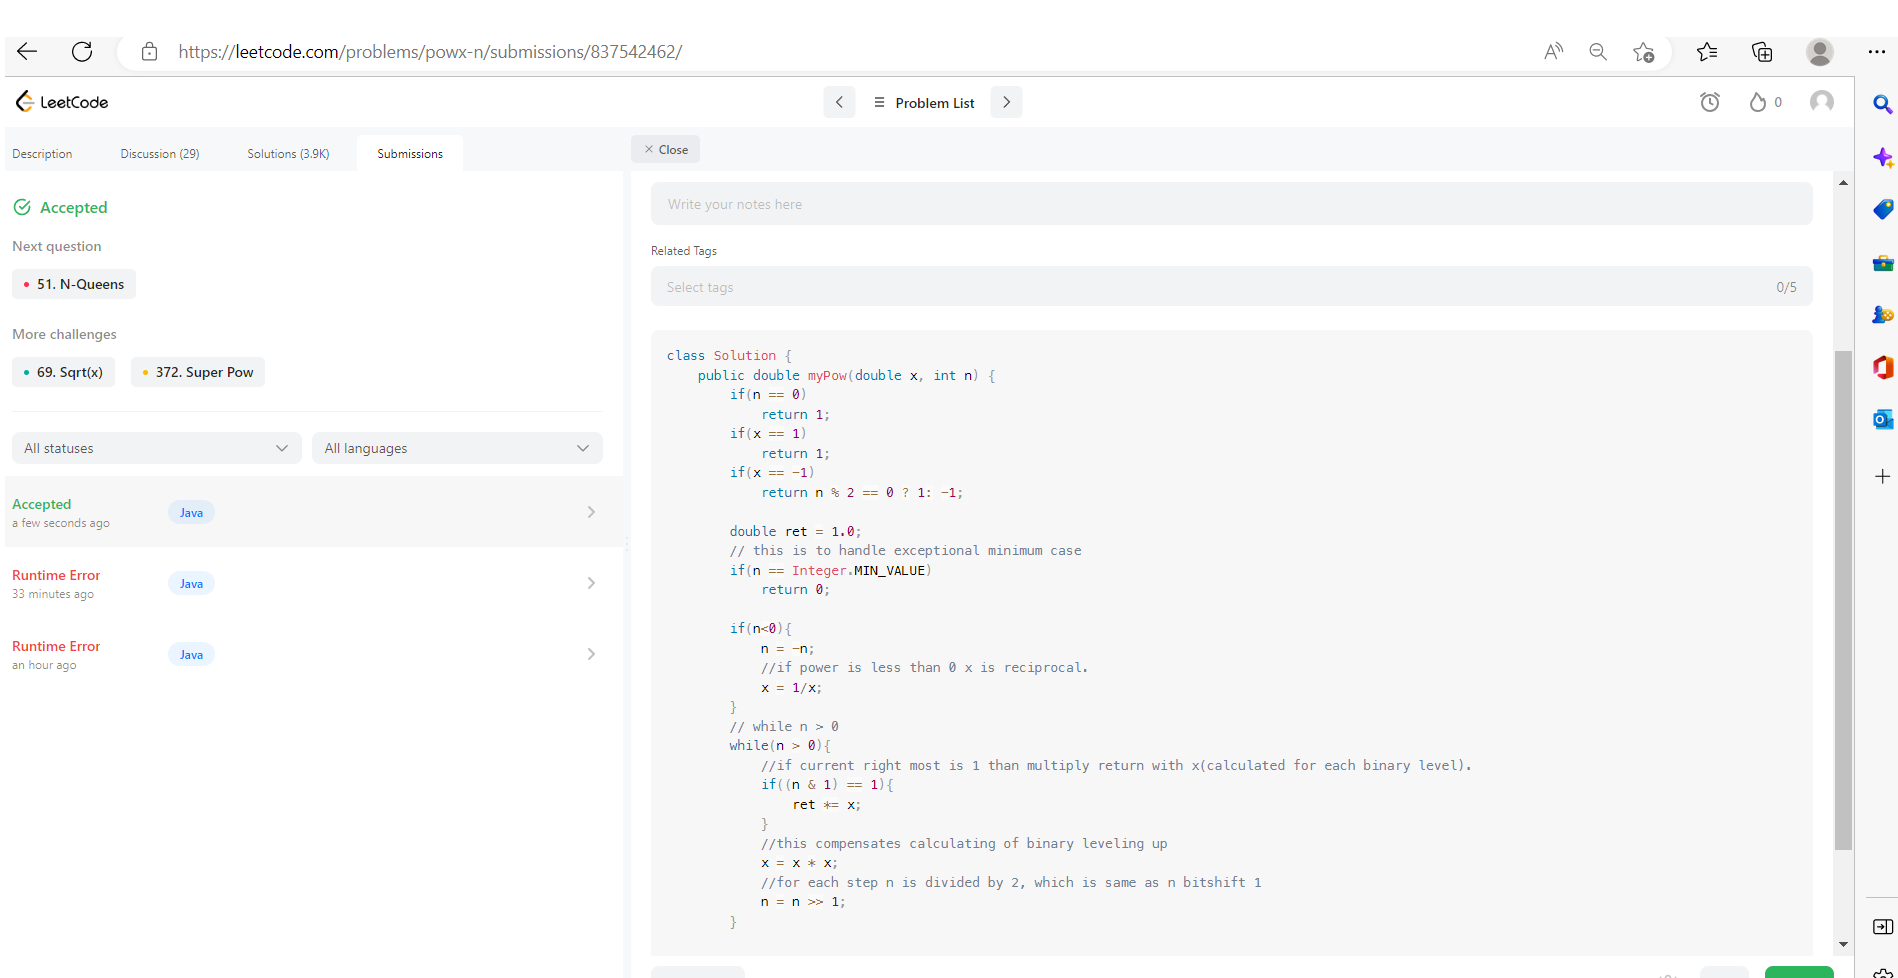 https://leetcode.com/problems/powx-n/submissions/837542462/
LeetCode
Problem List
0
Description
Discussion (29)
Solutions (3.9K)
Submissions
Close
Accepted
Next question
51. N-Queens
More challenges
69. Sqrt(x)
372. Super Pow
All statuses
All languages
Accepted
a few seconds ago
Java
Runtime Error
33 minutes ago
Java
Runtime Error
an hour ago
Java
Write your notes here
Related Tags
Select tags
0/5
class Solution {
    public double myPow(double x, int n) {
        if(n == 0)
            return 1;
        if(x == 1)
            return 1;
        if(x == -1)
            return n % 2 == 0 ? 1: -1;
        double ret = 1.0;
        // this is to handle exceptional minimum case
        if(n == Integer.MIN_VALUE)
            return 0;
        if(n<0){
            n = -n;
            //if power is less than 0 x is reciprocal.
            x = 1/x;
        }
        // while n > 0
        while(n > 0){
            //if current right most is 1 than multiply return with x(calculated for each binary level).
            if((n & 1) == 1){
                ret *= x;
            }
            //this compensates calculating of binary leveling up
            x = x * x;
            //for each step n is divided by 2, which is same as n bitshift 1
            n = n >> 1;
        }